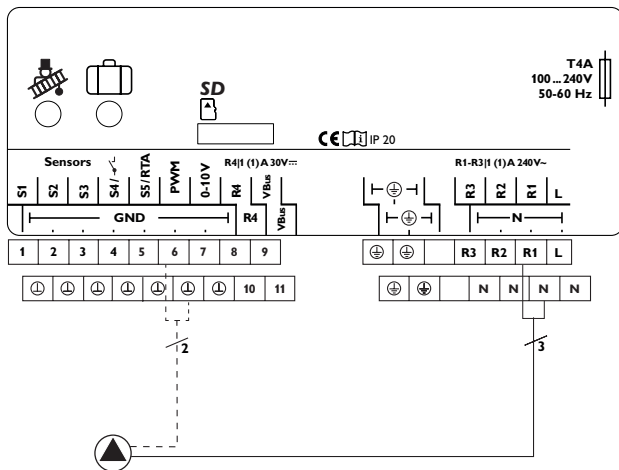 T4A
100 ... 240V
50-60 Hz
SD
CE i IP 20
Sensors
R4|1 (1) A 30V
R1-R3|1 (1) A 240V~
S1 S2 S3 S4/ S5/RTA PWM 0-10V R4 VBus
R3 R2 R1 L
GND R4 VBus
N
1 2 3 4 5 6 7 8 9
R3 R2 R1 L
10 11
N N N N
2
3